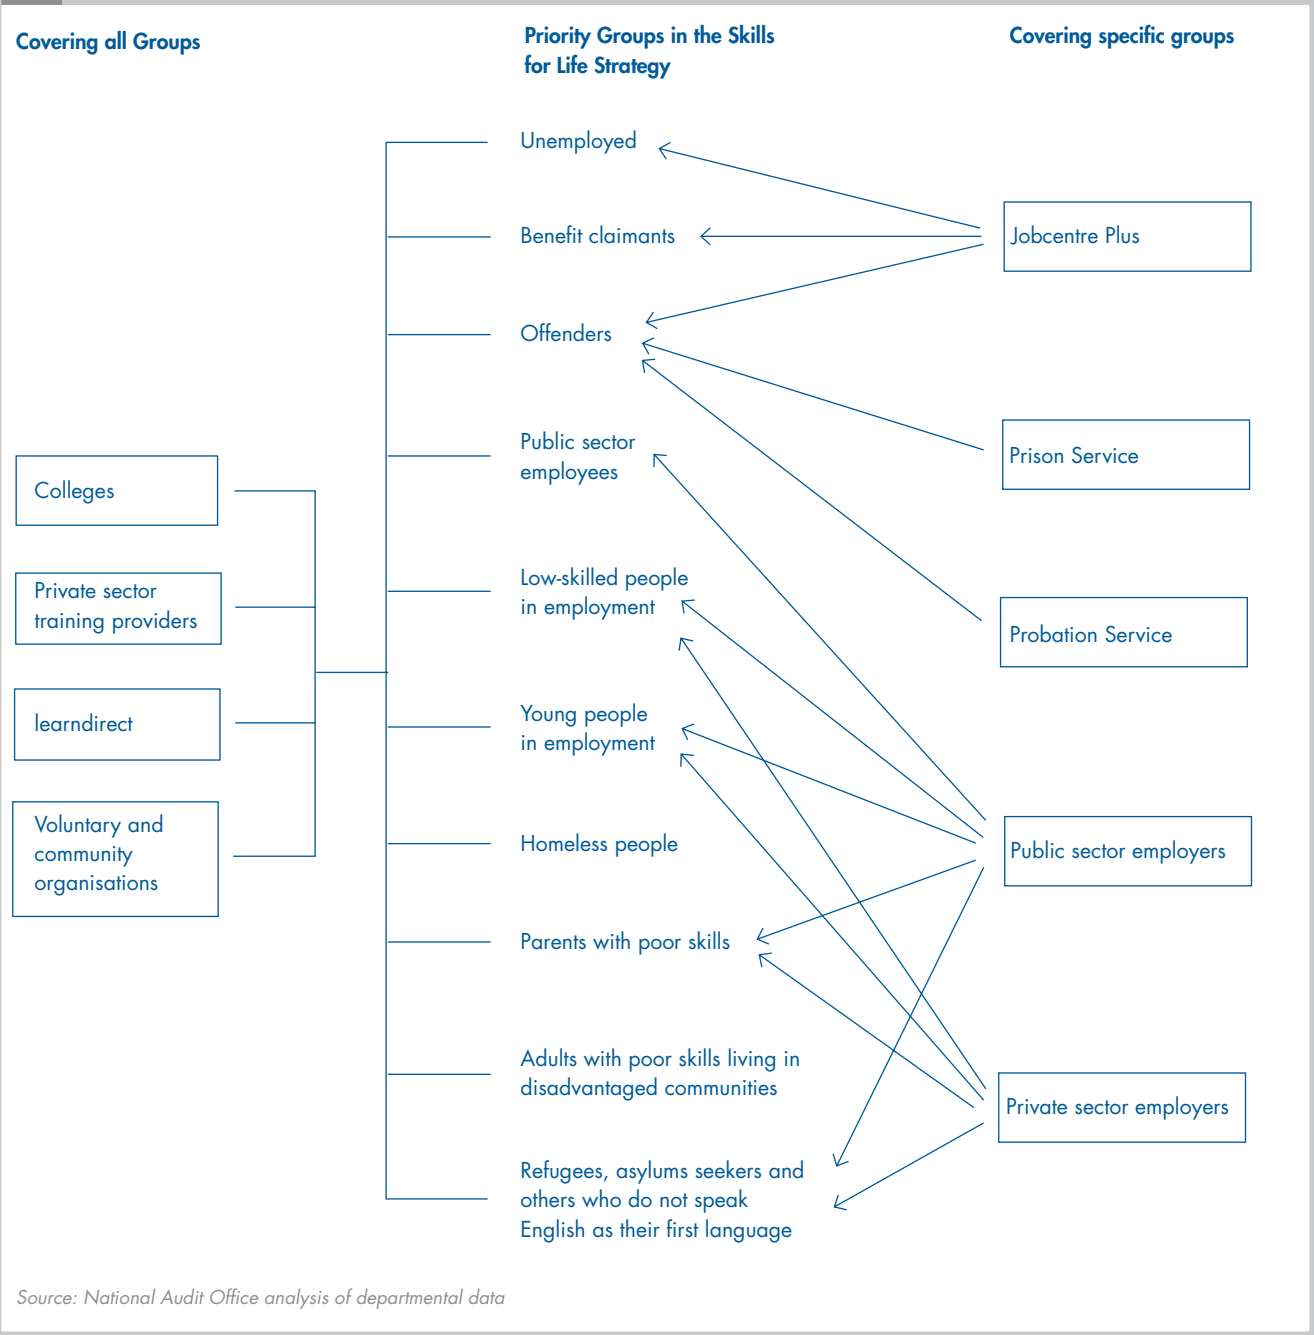 Covering all Groups
Priority Groups in the Skills
for Life Strategy
Covering specific groups
Unemployed
Benefit claimants
Offenders
Public sector
employees
Low-skilled people
in employment
Young people
in employment
Homeless people
Parents with poor skills
Adults with poor skills living in
disadvantaged communities
Refugees, asylums seekers and
others who do not speak
English as their first language
Colleges
Private sector
training providers
learndirect
Voluntary and
community
organisations
Jobcentre Plus
Prison Service
Probation Service
Public sector employers
Private sector employers
Source: National Audit Office analysis of departmental data